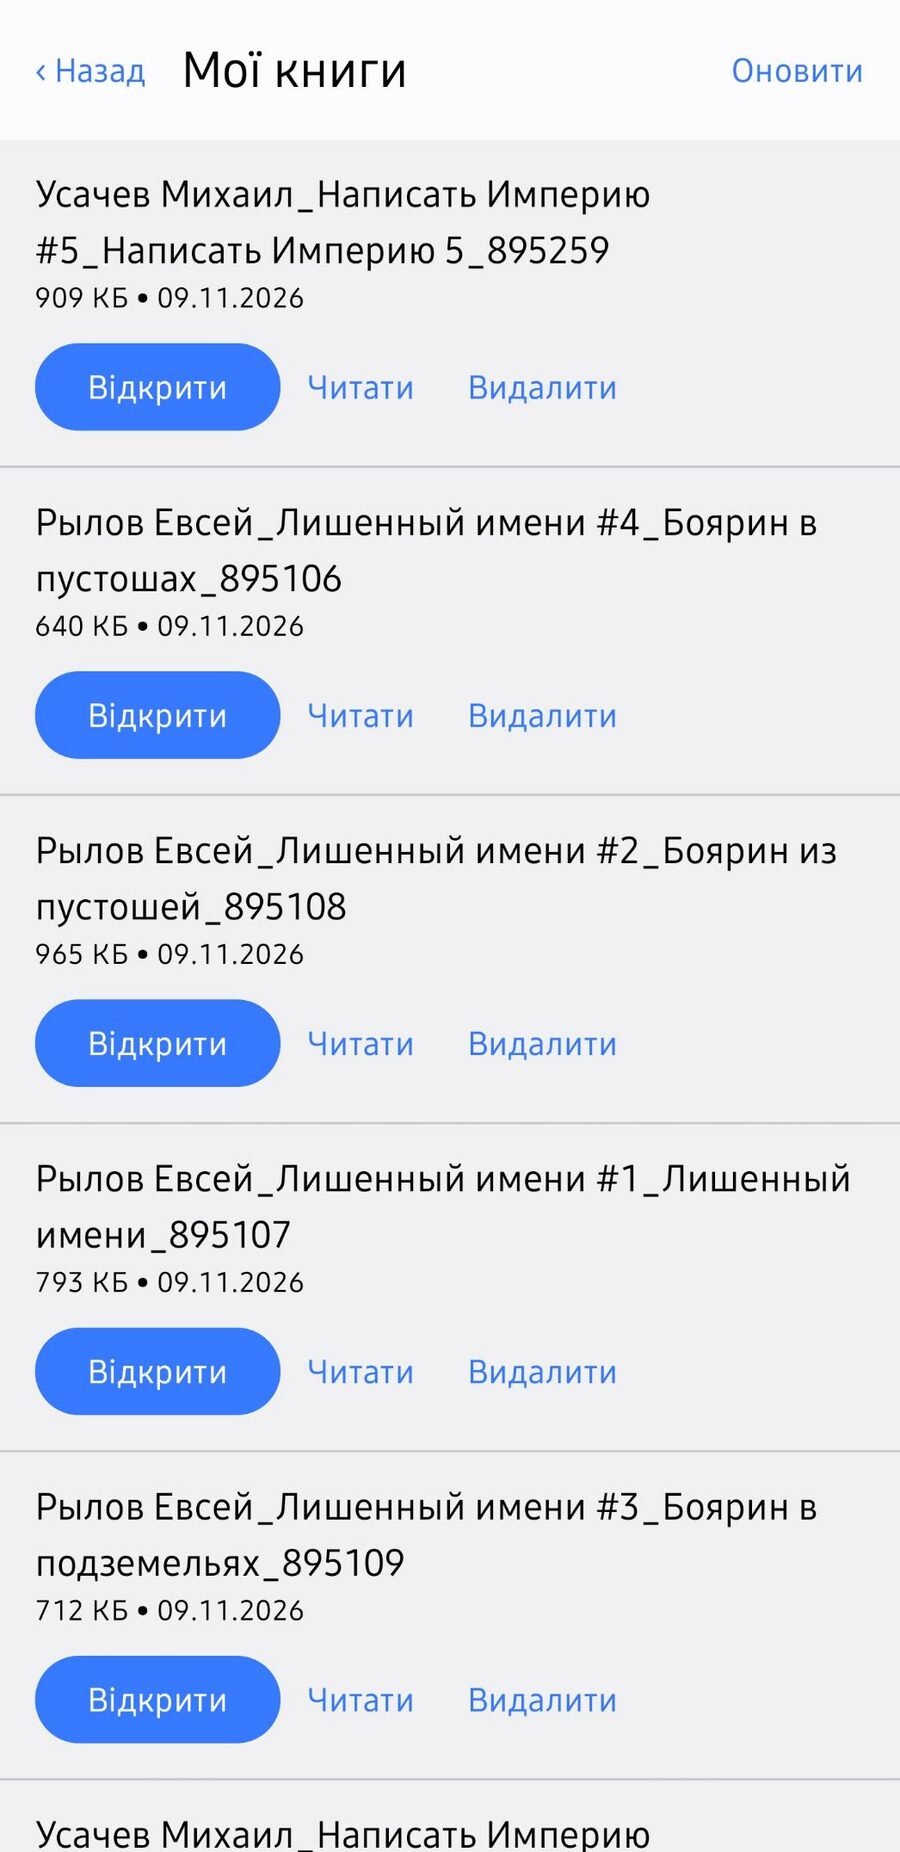 ‹ Назад Мої книги Оновити
Усачев Михаил_Написать Империю
#5_Написать Империю 5_895259
909 КБ • 09.11.2026
Відкрити Читати Видалити
Рылов Евсей_Лишенный имени #4_Боярин в
пустошах_895106
640 КБ • 09.11.2026
Відкрити Читати Видалити
Рылов Евсей_Лишенный имени #2_Боярин из
пустошей_895108
965 КБ • 09.11.2026
Відкрити Читати Видалити
Рылов Евсей_Лишенный имени #1_Лишенный
имени_895107
793 КБ • 09.11.2026
Відкрити Читати Видалити
Рылов Евсей_Лишенный имени #3_Боярин в
подземельях_895109
712 КБ • 09.11.2026
Відкрити Читати Видалити
Усачев Михаил_Написать Империю